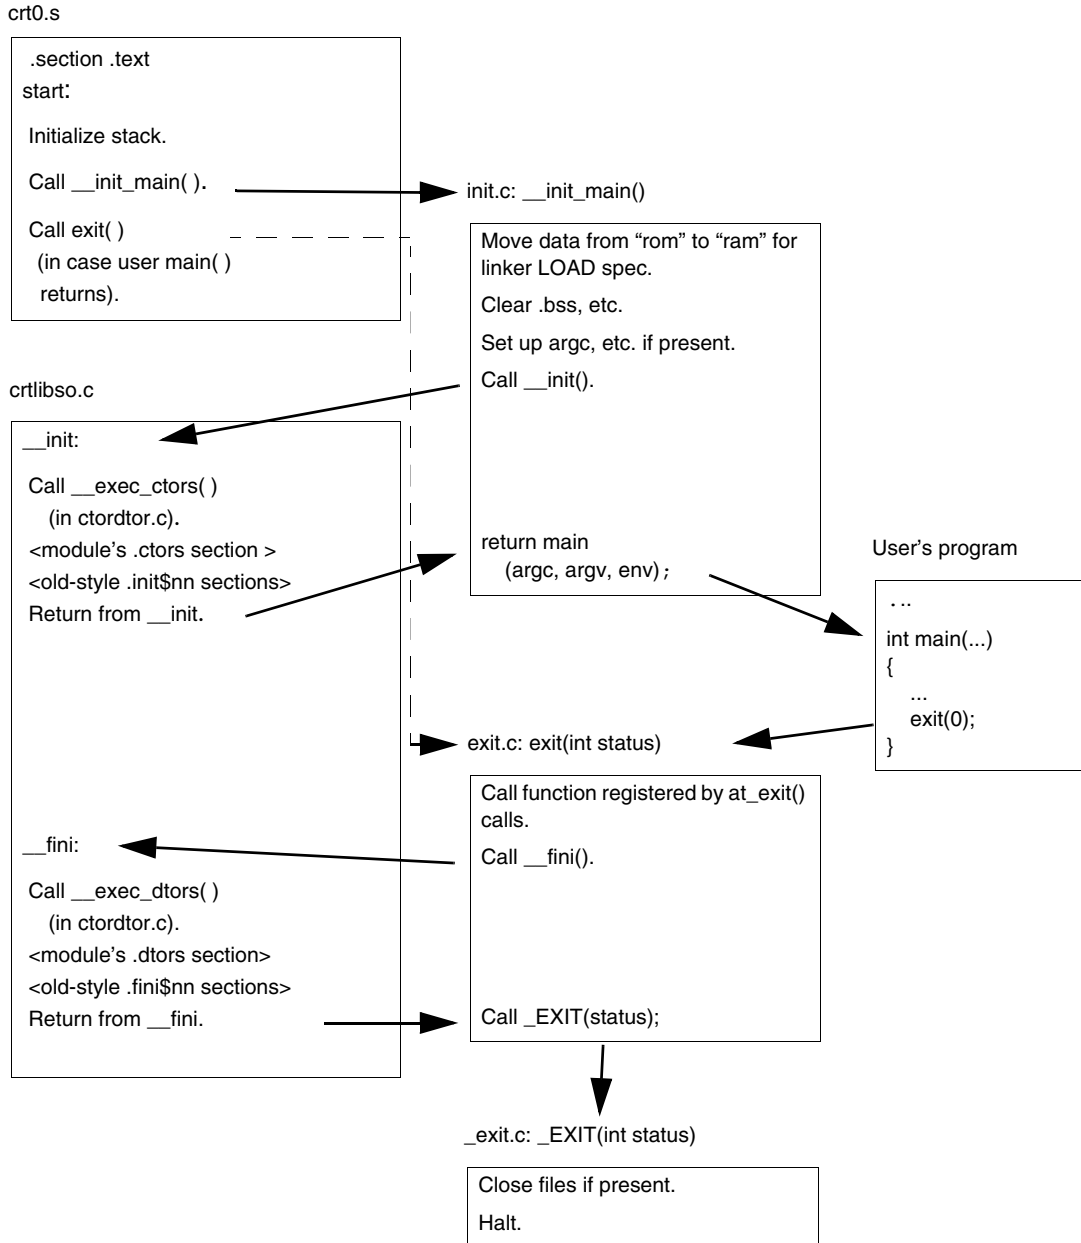 crt0.s
.section .text
start:
Initialize stack.
Call __init_main( ).
Call exit( )
(in case user main( )
returns).
init.c: __init_main()
Move data from “rom” to “ram” for
linker LOAD spec.
Clear .bss, etc.
Set up argc, etc. if present.
Call __init().
return main
(argc, argv, env);
crtlibso.c
__init:
Call __exec_ctors( )
(in ctordtor.c).
<module’s .ctors section >
<old-style .init$nn sections>
Return from __init.
User’s program
...
int main(...)
{
...
exit(0);
}
exit.c: exit(int status)
Call function registered by at_exit()
calls.
Call __fini().
Call _EXIT(status);
__fini:
Call __exec_dtors( )
(in ctordtor.c).
<module’s .dtors section>
<old-style .fini$nn sections>
Return from __fini.
_exit.c: _EXIT(int status)
Close files if present.
Halt.